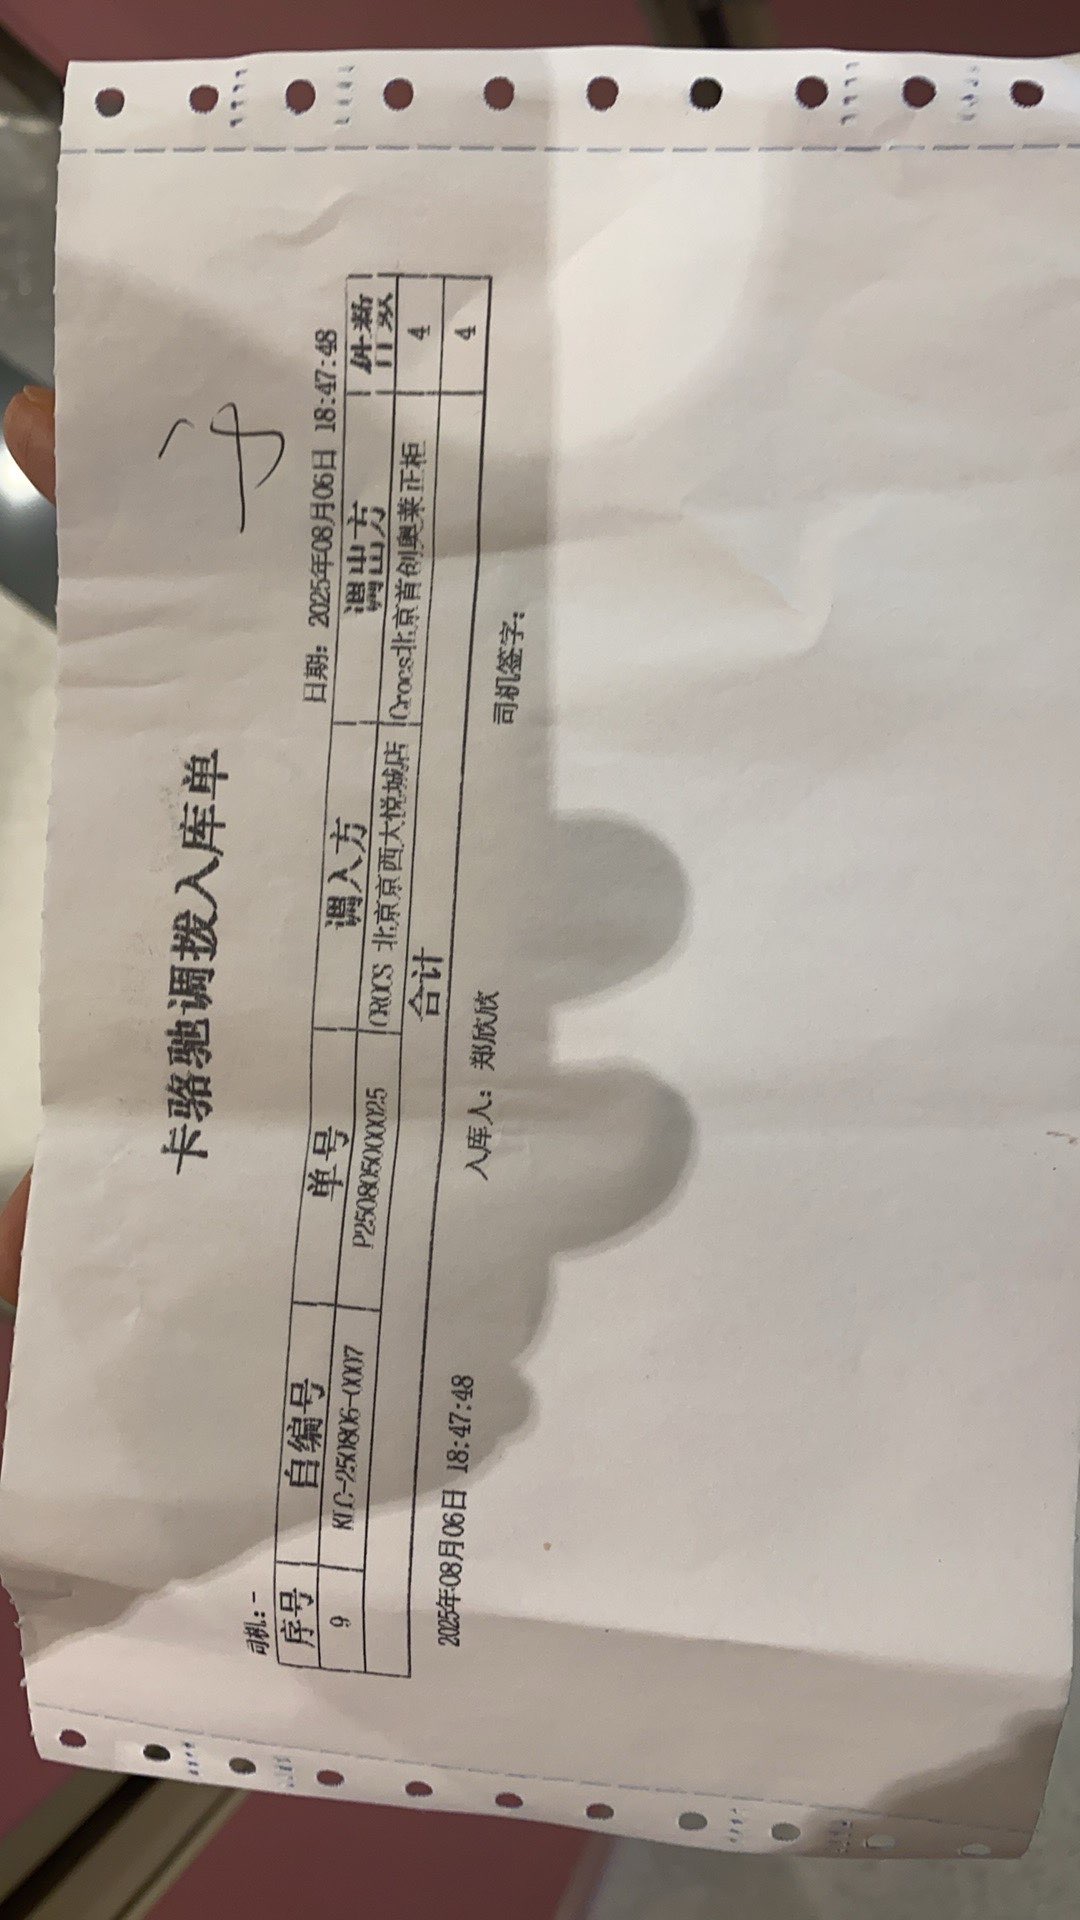 卡骆驰调拨入库单
司机:-
日期: 2025年08月06日 18:47:48
序号 自编号 单号 调入方 调出方 件数
9 KLC-250806-0007 P250805000025 CROCS 北京京西大悦城店 Crocs北京首创奥莱正柜 4
合计 4
2025年08月06日 18:47:48 入库人: 郑欣欣 司机签字: